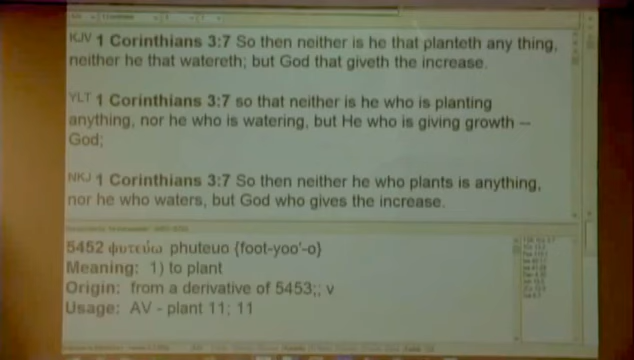 KJV 1 Corinthians 3:7 So then neither is he that planteth any thing,
neither he that watereth; but God that giveth the increase.
YLT 1 Corinthians 3:7 so that neither is he who is planting
anything, nor he who is watering, but He who is giving growth --
God;
NKJ 1 Corinthians 3:7 So then neither he who plants is anything,
nor he who waters, but God who gives the increase.
5452 φυτεύω phuteuo {foot-yoo'-o}
Meaning: 1) to plant
Origin: from a derivative of 5453;; v
Usage: AV - plant 11; 11